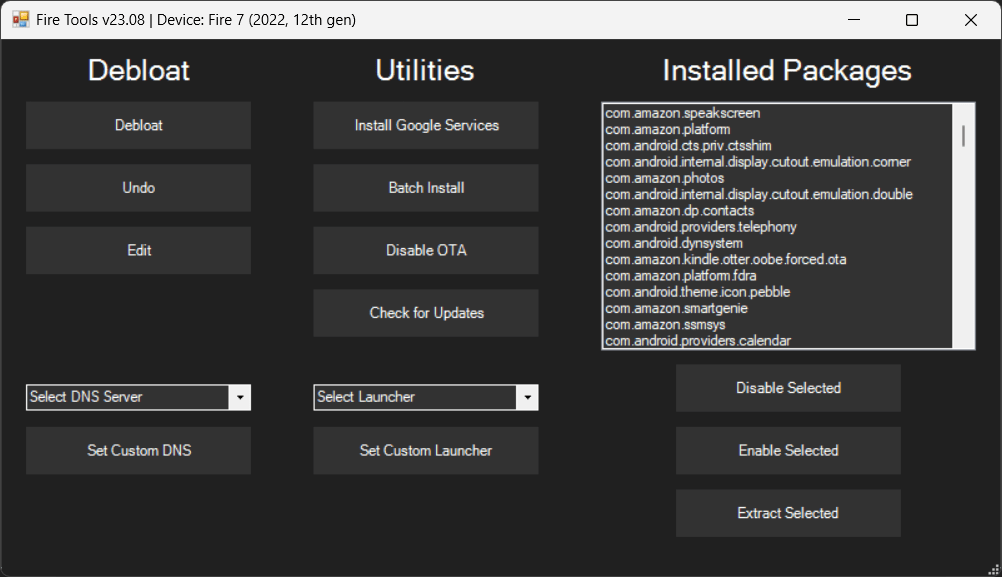 Fire Tools v23.08 | Device: Fire 7 (2022, 12th gen)
Debloat
Debloat
Undo
Edit
Select DNS Server
Set Custom DNS
Utilities
Install Google Services
Batch Install
Disable OTA
Check for Updates
Select Launcher
Set Custom Launcher
Installed Packages
com.amazon.speakscreen
com.amazon.platform
com.android.cts.priv.ctsshim
com.android.internal.display.cutout.emulation.corner
com.amazon.photos
com.android.internal.display.cutout.emulation.double
com.amazon.dp.contacts
com.android.providers.telephony
com.android.dynsystem
com.amazon.kindle.otter.oobe.forced.ota
com.amazon.platform.fdra
com.android.theme.icon.pebble
com.amazon.smartgenie
com.amazon.ssmsys
com.android.providers.calendar
Disable Selected
Enable Selected
Extract Selected